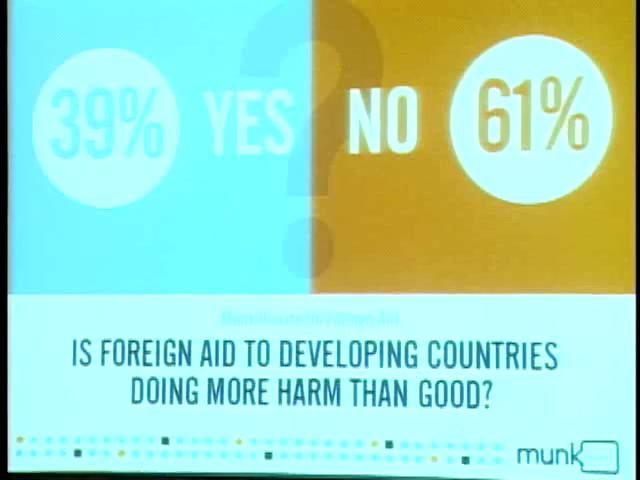 39% YES NO 61%
IS FOREIGN AID TO DEVELOPING COUNTRIES
DOING MORE HARM THAN GOOD?
munk